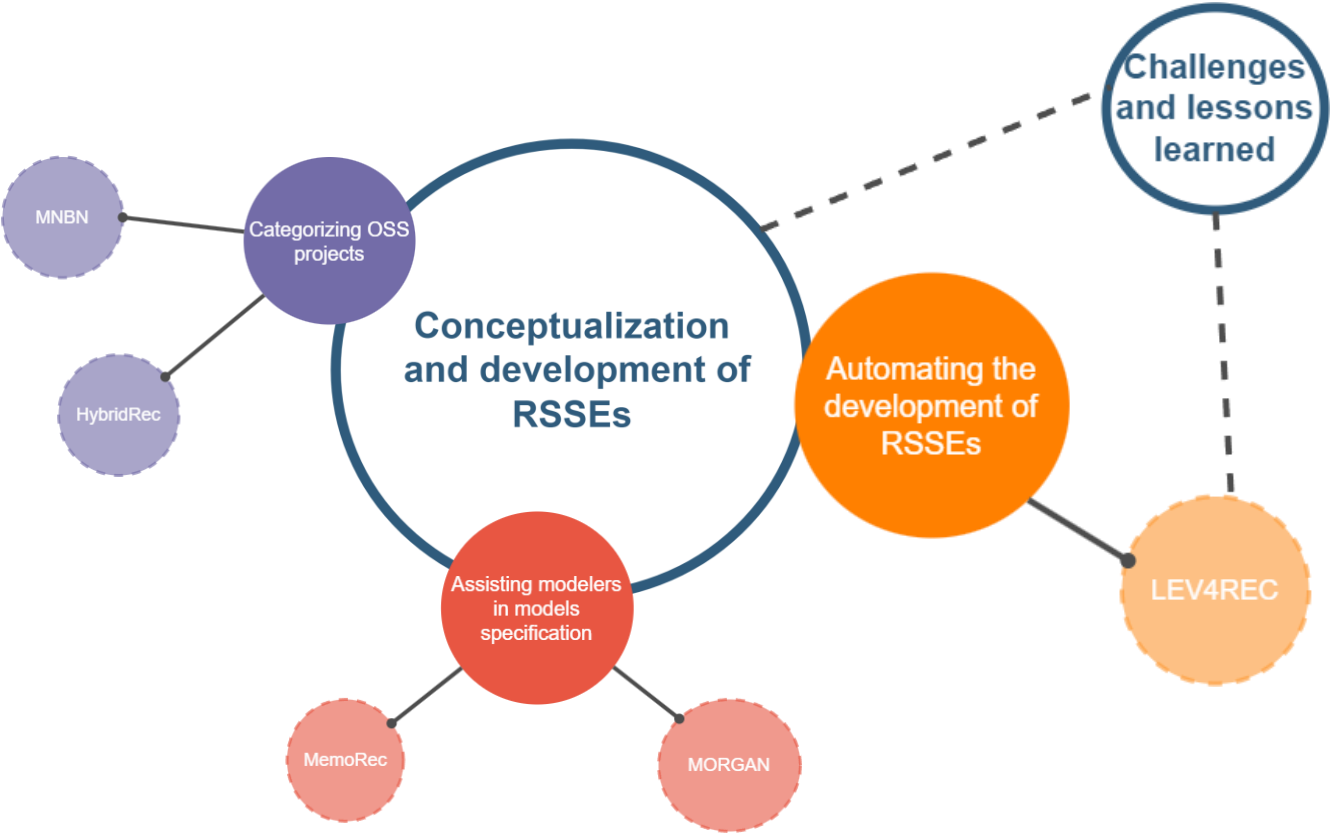 Challenges
and lessons
learned
MNBN
Categorizing OSS
projects
Conceptualization
and development of
RSSEs
Automating the
development of
RSSEs
HybridRec
Assisting modelers
in models
specification
LEV4REC
MemoRec
MORGAN